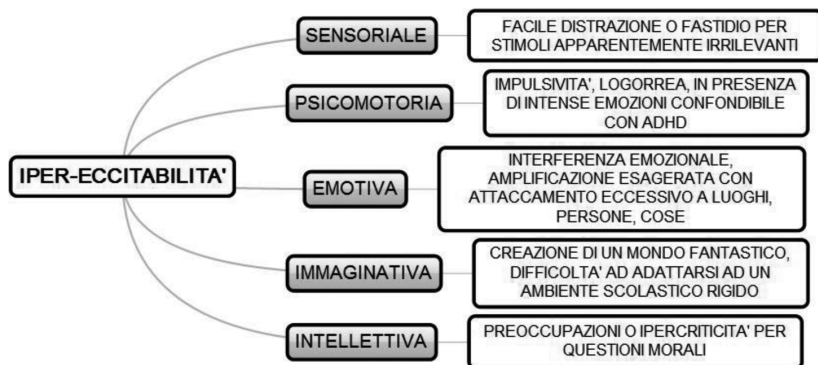 IPER-ECCITABILITA'
SENSORIALE
FACILE DISTRAZIONE O FASTIDIO PER
STIMOLI APPARENTEMENTE IRRILEVANTI
PSICOMOTORIA
IMPULSIVITA', LOGORREA, IN PRESENZA
DI INTENSE EMOZIONI CONFONDIBILE
CON ADHD
EMOTIVA
INTERFERENZA EMOZIONALE,
AMPLIFICAZIONE ESAGERATA CON
ATTACCAMENTO ECCESSIVO A LUOGHI,
PERSONE, COSE
IMMAGINATIVA
CREAZIONE DI UN MONDO FANTASTICO,
DIFFICOLTA' AD ADATTARSI AD UN
AMBIENTE SCOLASTICO RIGIDO
INTELLETTIVA
PREOCCUPAZIONI O IPERCRITICITA' PER
QUESTIONI MORALI